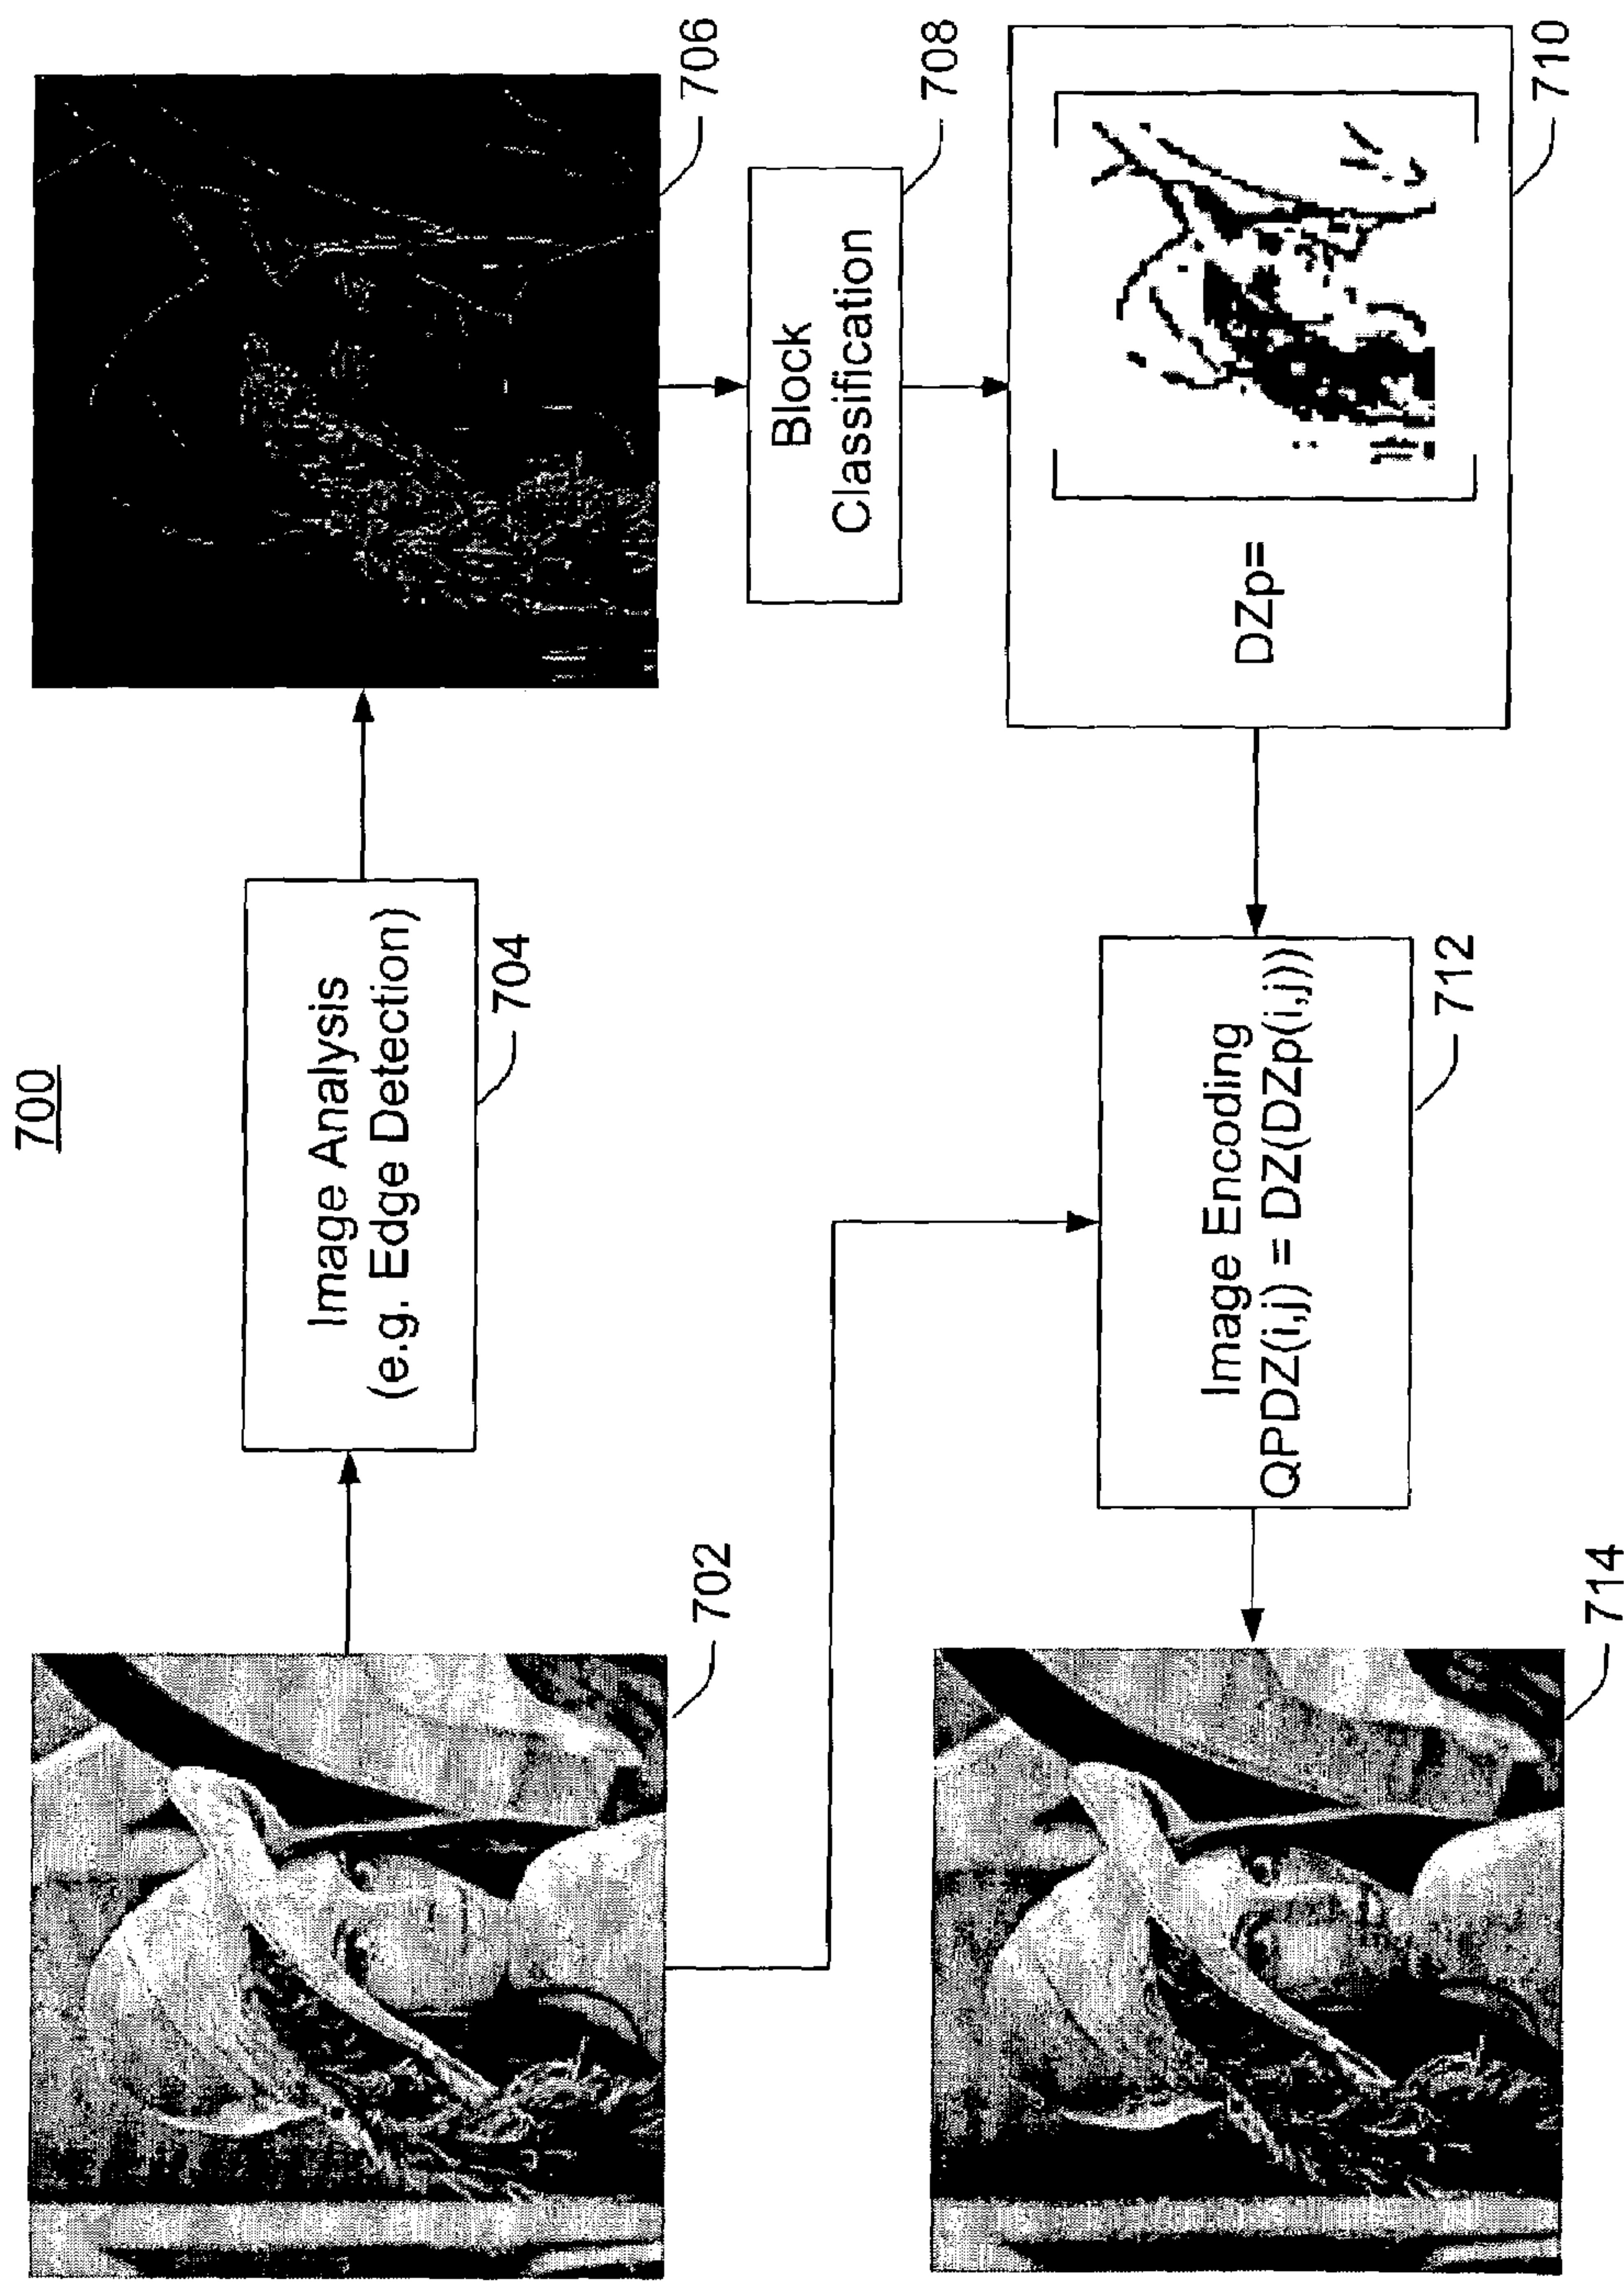 700
Image Analysis
(e.g. Edge Detection)
704
702
706
Block
Classification
708
DZp=
710
Image Encoding
QPDZ(i,j) = DZ(DZp(i,j))
712
714